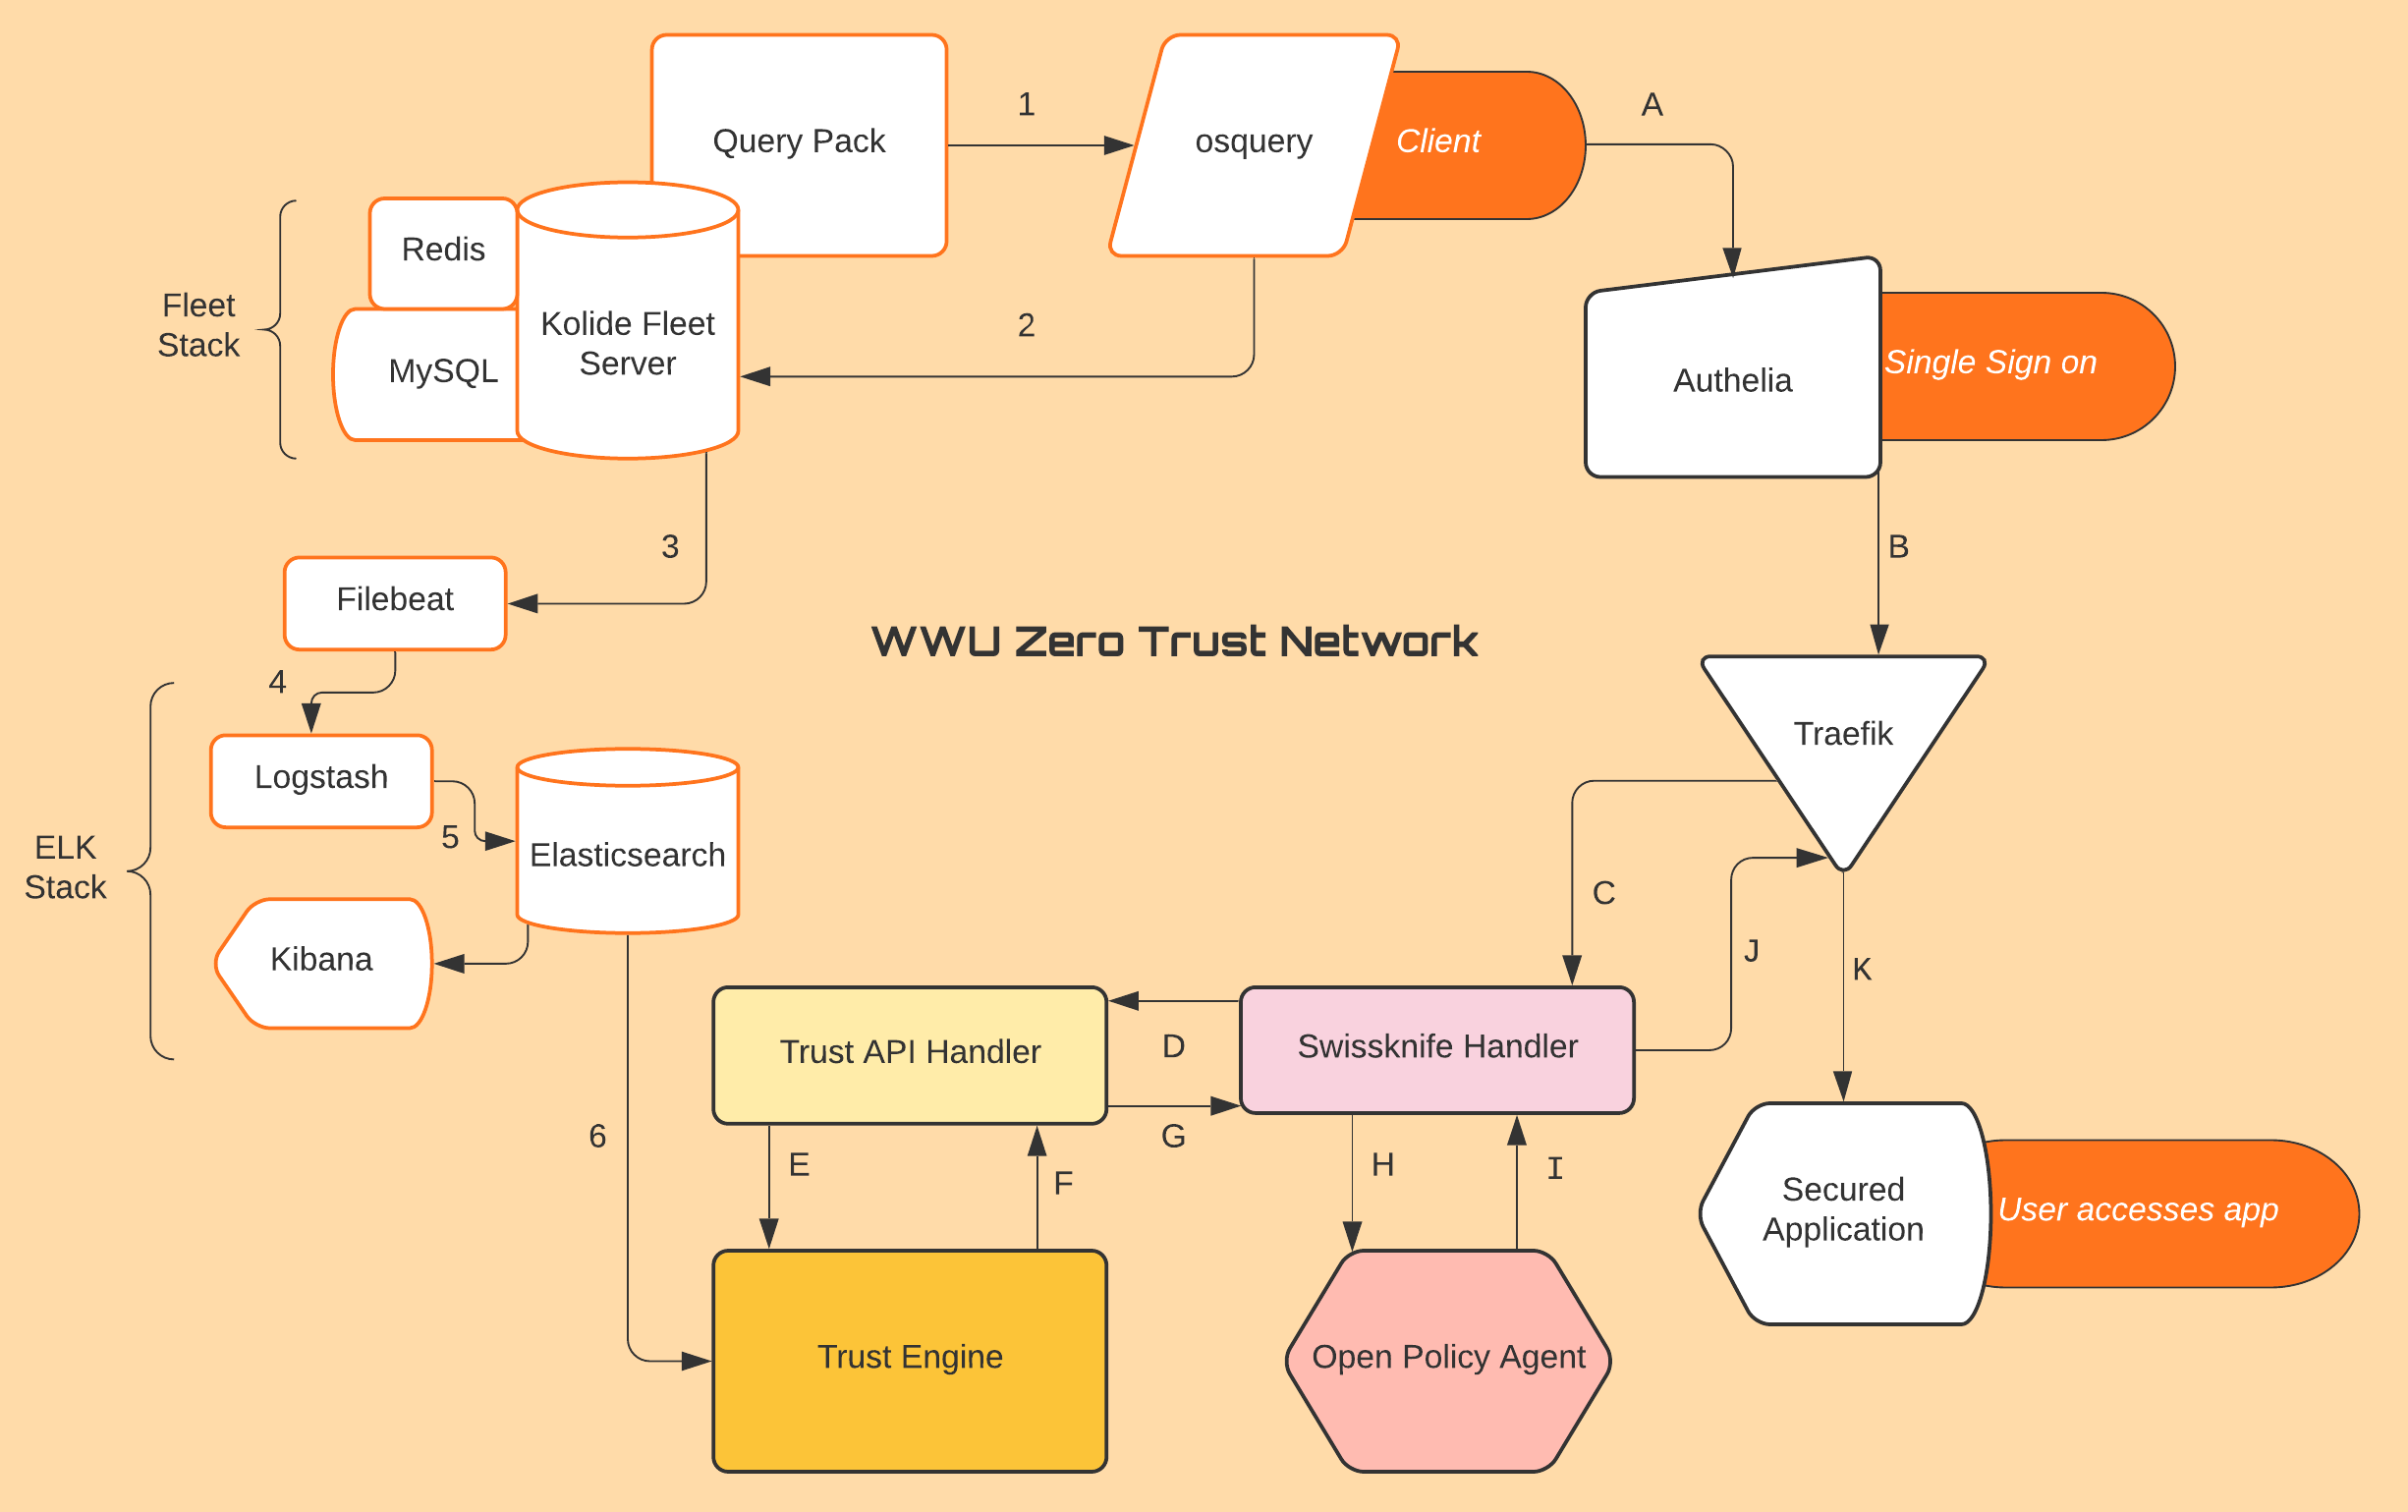 Query Pack
1
osquery
Client
A
Redis
Fleet
Stack
MySQL
Kolide Fleet
Server
2
Authelia
Single Sign on
3
B
Filebeat
WWU Zero Trust Network
4
Logstash
5
Elasticsearch
Traefik
ELK
Stack
Kibana
C
J
K
Trust API Handler
D
Swissknife Handler
6
E
F
G
H
I
Secured
Application
User accesses app
Trust Engine
Open Policy Agent